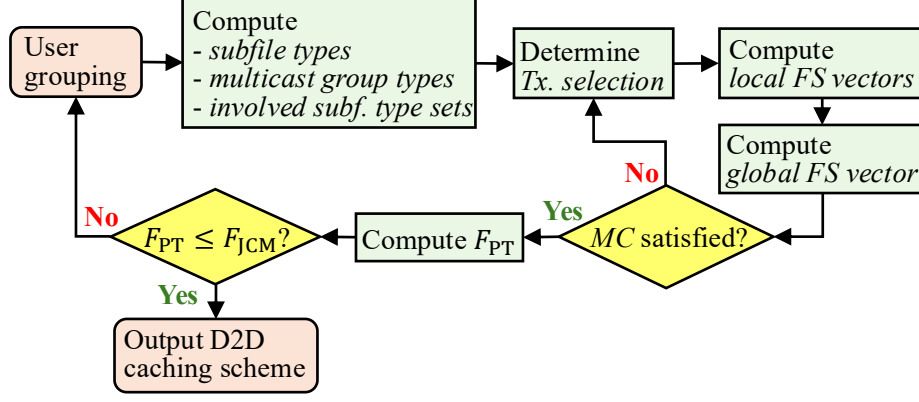 User
grouping
Compute
- subfile types
- multicast group types
- involved subf. type sets
Determine
Tx. selection
Compute
local FS vectors
Compute
global FS vector
MC satisfied?
No
Yes
Compute F_PT
F_PT ≤ F_JCM?
No
Yes
Output D2D
caching scheme